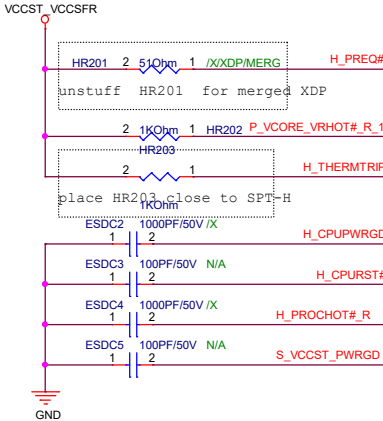 VCCST_VCCSFR
HR201 2 51Ohm 1 /X/XDP/MERG H_PREQ#
unstuff HR201 for merged XDP
2 1KOhm 1 HR202 P_VCORE_VRHOT#_R_1
HR203
2 1 H_THERMTRIP
place HR203 close to SPT-H
1KOhm
ESDC2 1000PF/50V /X
1 2 H_CPUPWRGD
ESDC3 100PF/50V N/A
1 2 H_CPURST#
ESDC4 1000PF/50V /X
1 2 H_PROCHOT#_R
ESDC5 100PF/50V N/A
1 2 S_VCCST_PWRGD
GND